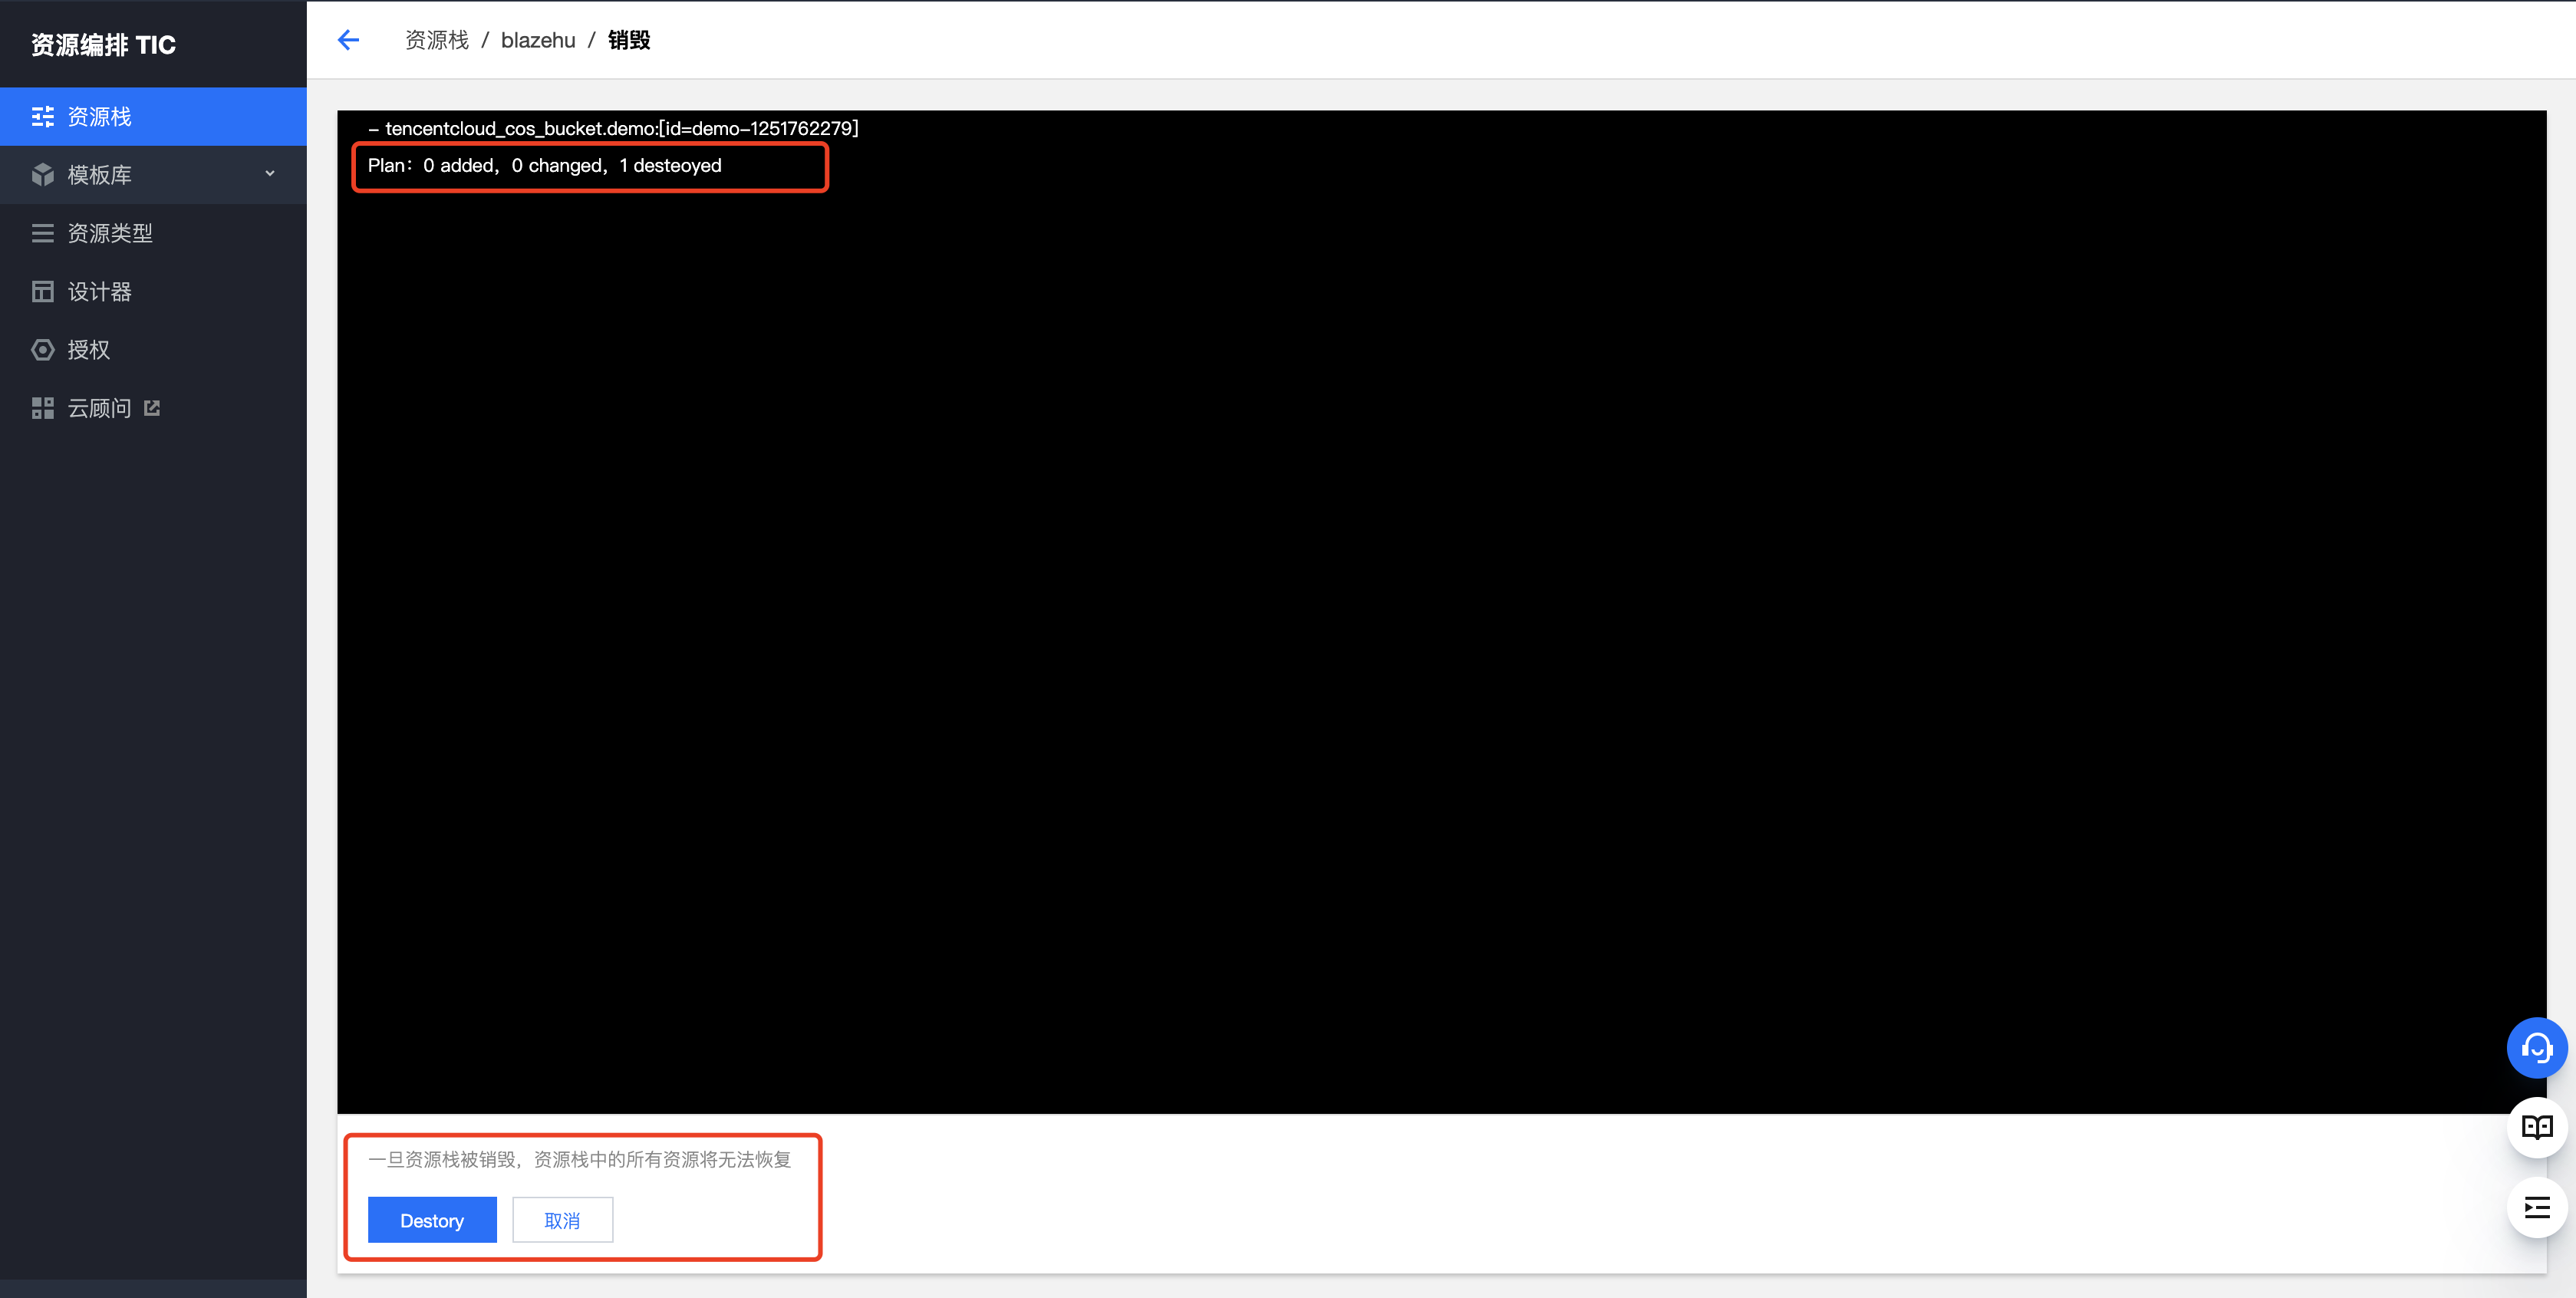 资源编排 TIC
资源栈
模板库
资源类型
设计器
授权
云顾问
资源栈 / blazehu / 销毁
- tencentcloud_cos_bucket.demo:[id=demo-1251762279]
Plan：0 added，0 changed，1 desteoyed
一旦资源栈被销毁，资源栈中的所有资源将无法恢复
Destory 取消